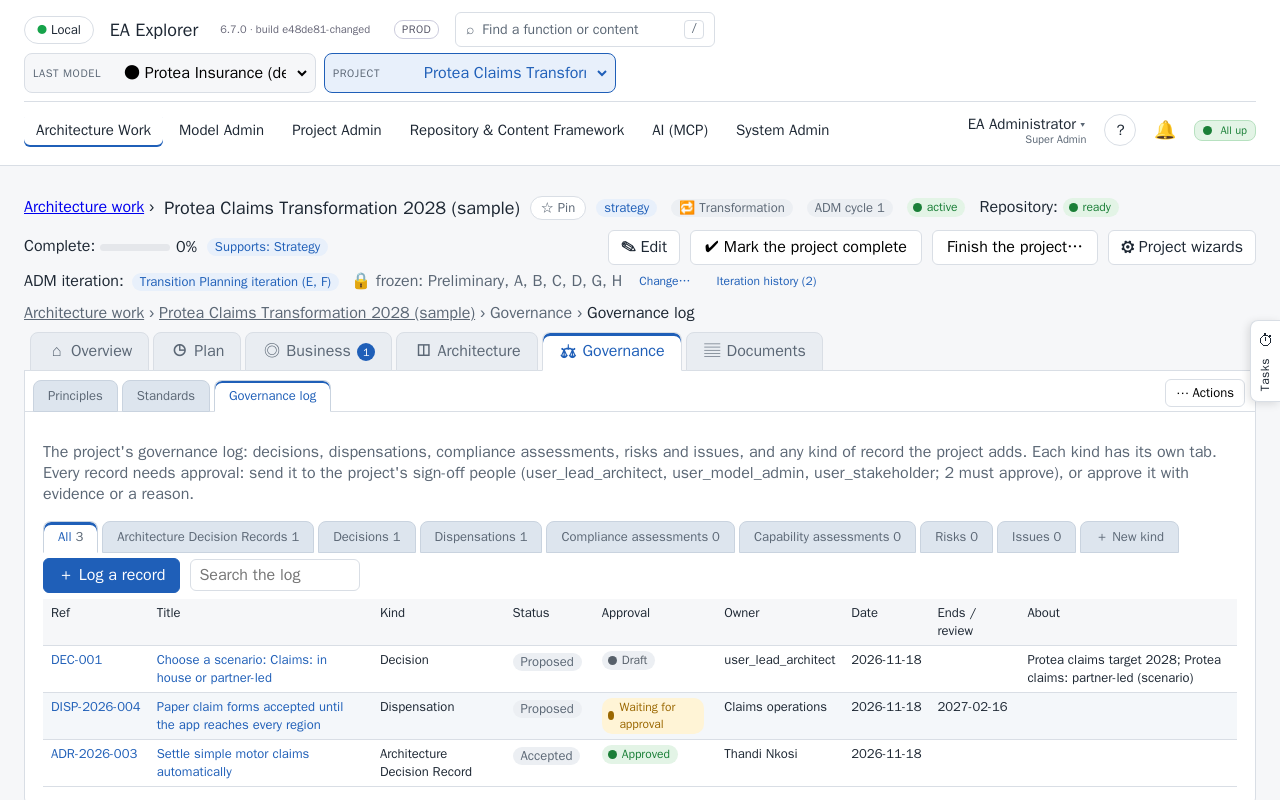 Local
EA Explorer
6.7.0 · build e48de81-changed
PROD
Find a function or content
/
LAST MODEL
Protea Insurance (de
PROJECT
Protea Claims Transfor
Architecture Work
Model Admin
Project Admin
Repository & Content Framework
AI (MCP)
System Admin
EA Administrator
Super Admin
?
All up
Architecture work ›
Protea Claims Transformation 2028 (sample)
☆ Pin
strategy
🔁 Transformation
ADM cycle 1
active
Repository:
ready
Complete:
0%
Supports: Strategy
✎ Edit
✔ Mark the project complete
Finish the project…
⚙ Project wizards
ADM iteration:
Transition Planning iteration (E, F)
🔒 frozen: Preliminary, A, B, C, D, G, H
Change…
Iteration history (2)
Architecture work › Protea Claims Transformation 2028 (sample) › Governance › Governance log
Overview
Plan
Business 1
Architecture
Governance
Documents
Tasks
Principles
Standards
Governance log
⋯ Actions
The project's governance log: decisions, dispensations, compliance assessments, risks and issues, and any kind of record the project adds. Each kind has its own tab.
Every record needs approval: send it to the project's sign-off people (user_lead_architect, user_model_admin, user_stakeholder; 2 must approve), or approve it with
evidence or a reason.
All 3
Architecture Decision Records 1
Decisions 1
Dispensations 1
Compliance assessments 0
Capability assessments 0
Risks 0
Issues 0
+ New kind
+ Log a record
Search the log
Ref
Title
Kind
Status
Approval
Owner
Date
Ends /
review
About
DEC-001
Choose a scenario: Claims: in
house or partner-led
Decision
Proposed
Draft
user_lead_architect
2026-11-18
Protea claims target 2028; Protea
claims: partner-led (scenario)
DISP-2026-004
Paper claim forms accepted until
the app reaches every region
Dispensation
Proposed
Waiting for
approval
Claims operations
2026-11-18
2027-02-16
ADR-2026-003
Settle simple motor claims
automatically
Architecture
Decision Record
Accepted
Approved
Thandi Nkosi
2026-11-18